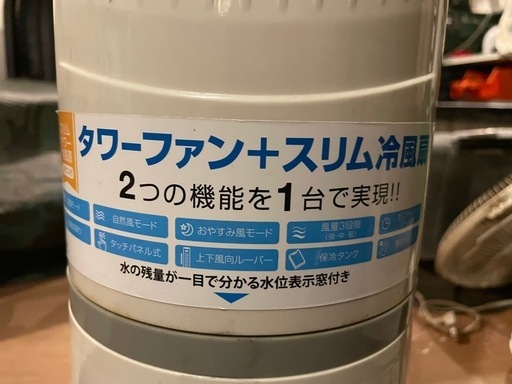 タワーファン＋スリム冷風扇
2つの機能を1台で実現!!
自然風モード
おやすみ風モード
風量3段階
(強・中・弱)
タッチパネル式
上下風向ルーバー
保冷タンク
水の残量が一目で分かる水位表示窓付き